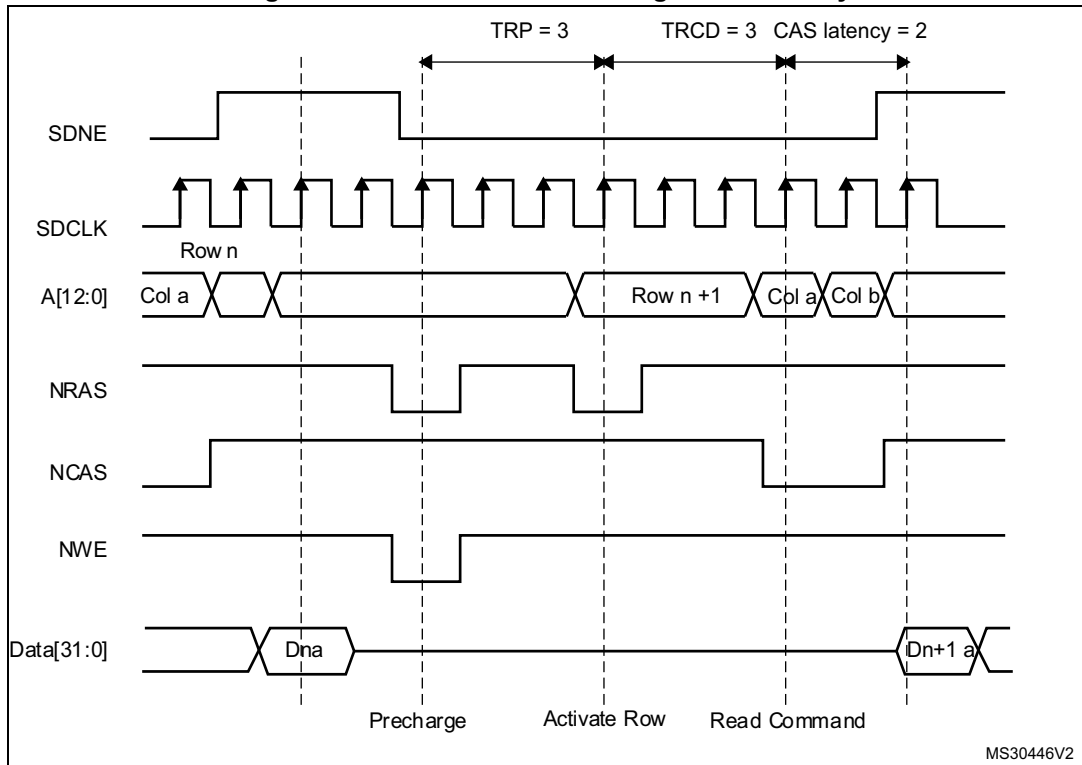 TRP = 3 TRCD = 3 CAS latency = 2
SDNE
SDCLK
Row n
A[12:0] Col a Row n +1 Col a Col b
NRAS
NCAS
NWE
Data[31:0] Dna Dn+1 a
Precharge Activate Row Read Command
MS30446V2